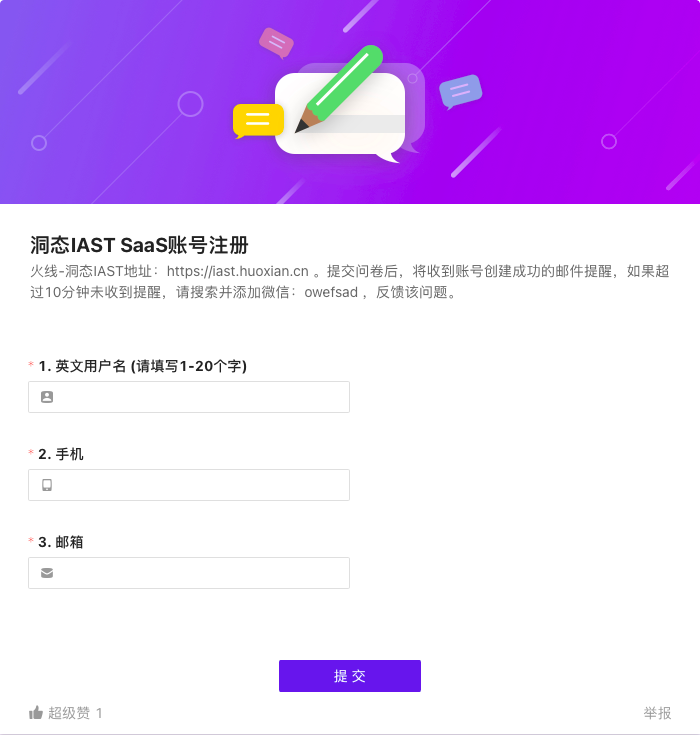 洞态IAST SaaS账号注册
火线-洞态IAST地址：https://iast.huoxian.cn 。提交问卷后，将收到账号创建成功的邮件提醒，如果超
过10分钟未收到提醒，请搜索并添加微信：owefsad ，反馈该问题。
* 1. 英文用户名 (请填写1-20个字)
* 2. 手机
* 3. 邮箱
提 交
超级赞 1
举报